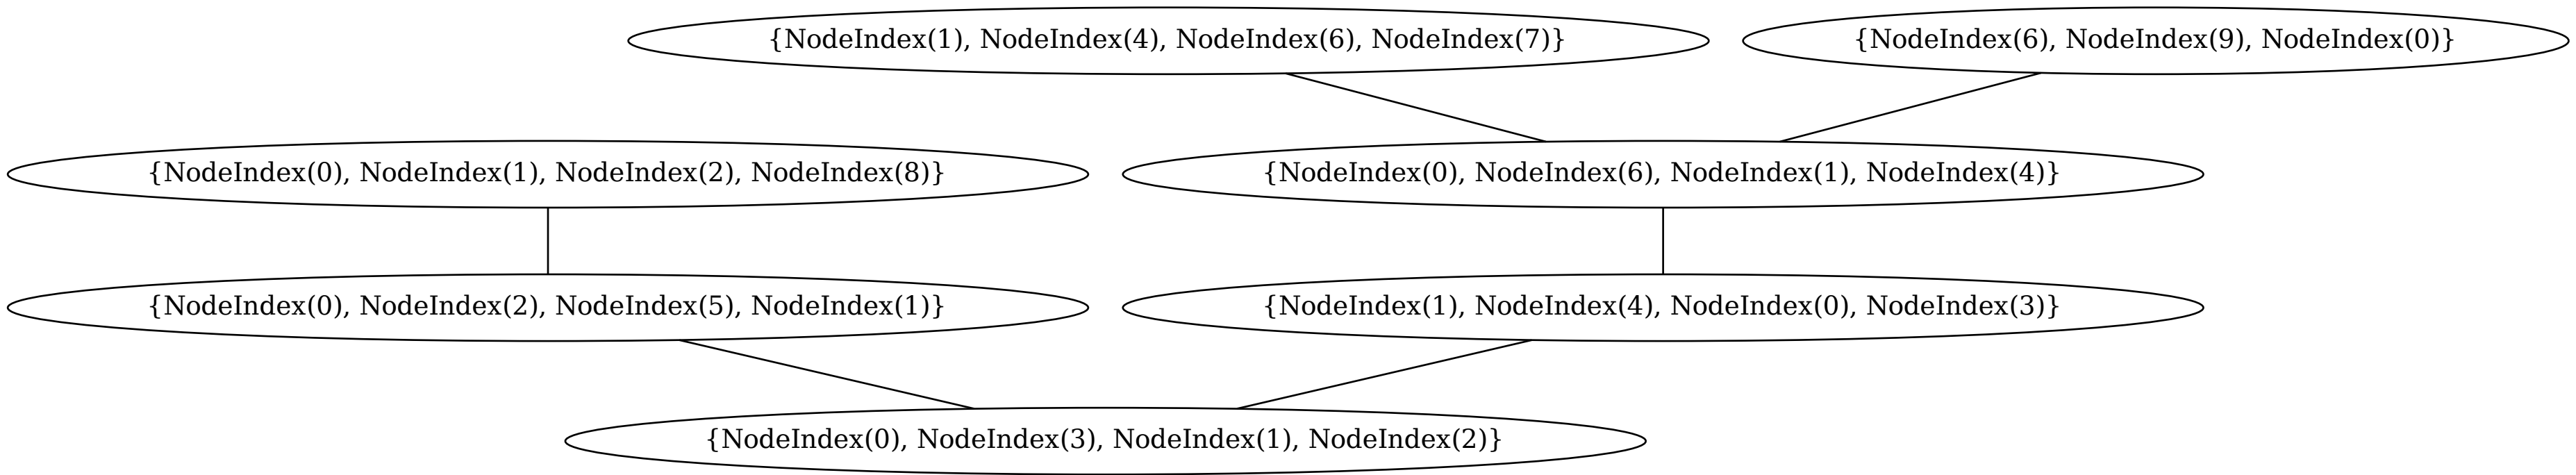 {NodeIndex(1), NodeIndex(4), NodeIndex(6), NodeIndex(7)}
{NodeIndex(6), NodeIndex(9), NodeIndex(0)}
{NodeIndex(0), NodeIndex(1), NodeIndex(2), NodeIndex(8)}
{NodeIndex(0), NodeIndex(6), NodeIndex(1), NodeIndex(4)}
{NodeIndex(0), NodeIndex(2), NodeIndex(5), NodeIndex(1)}
{NodeIndex(1), NodeIndex(4), NodeIndex(0), NodeIndex(3)}
{NodeIndex(0), NodeIndex(3), NodeIndex(1), NodeIndex(2)}